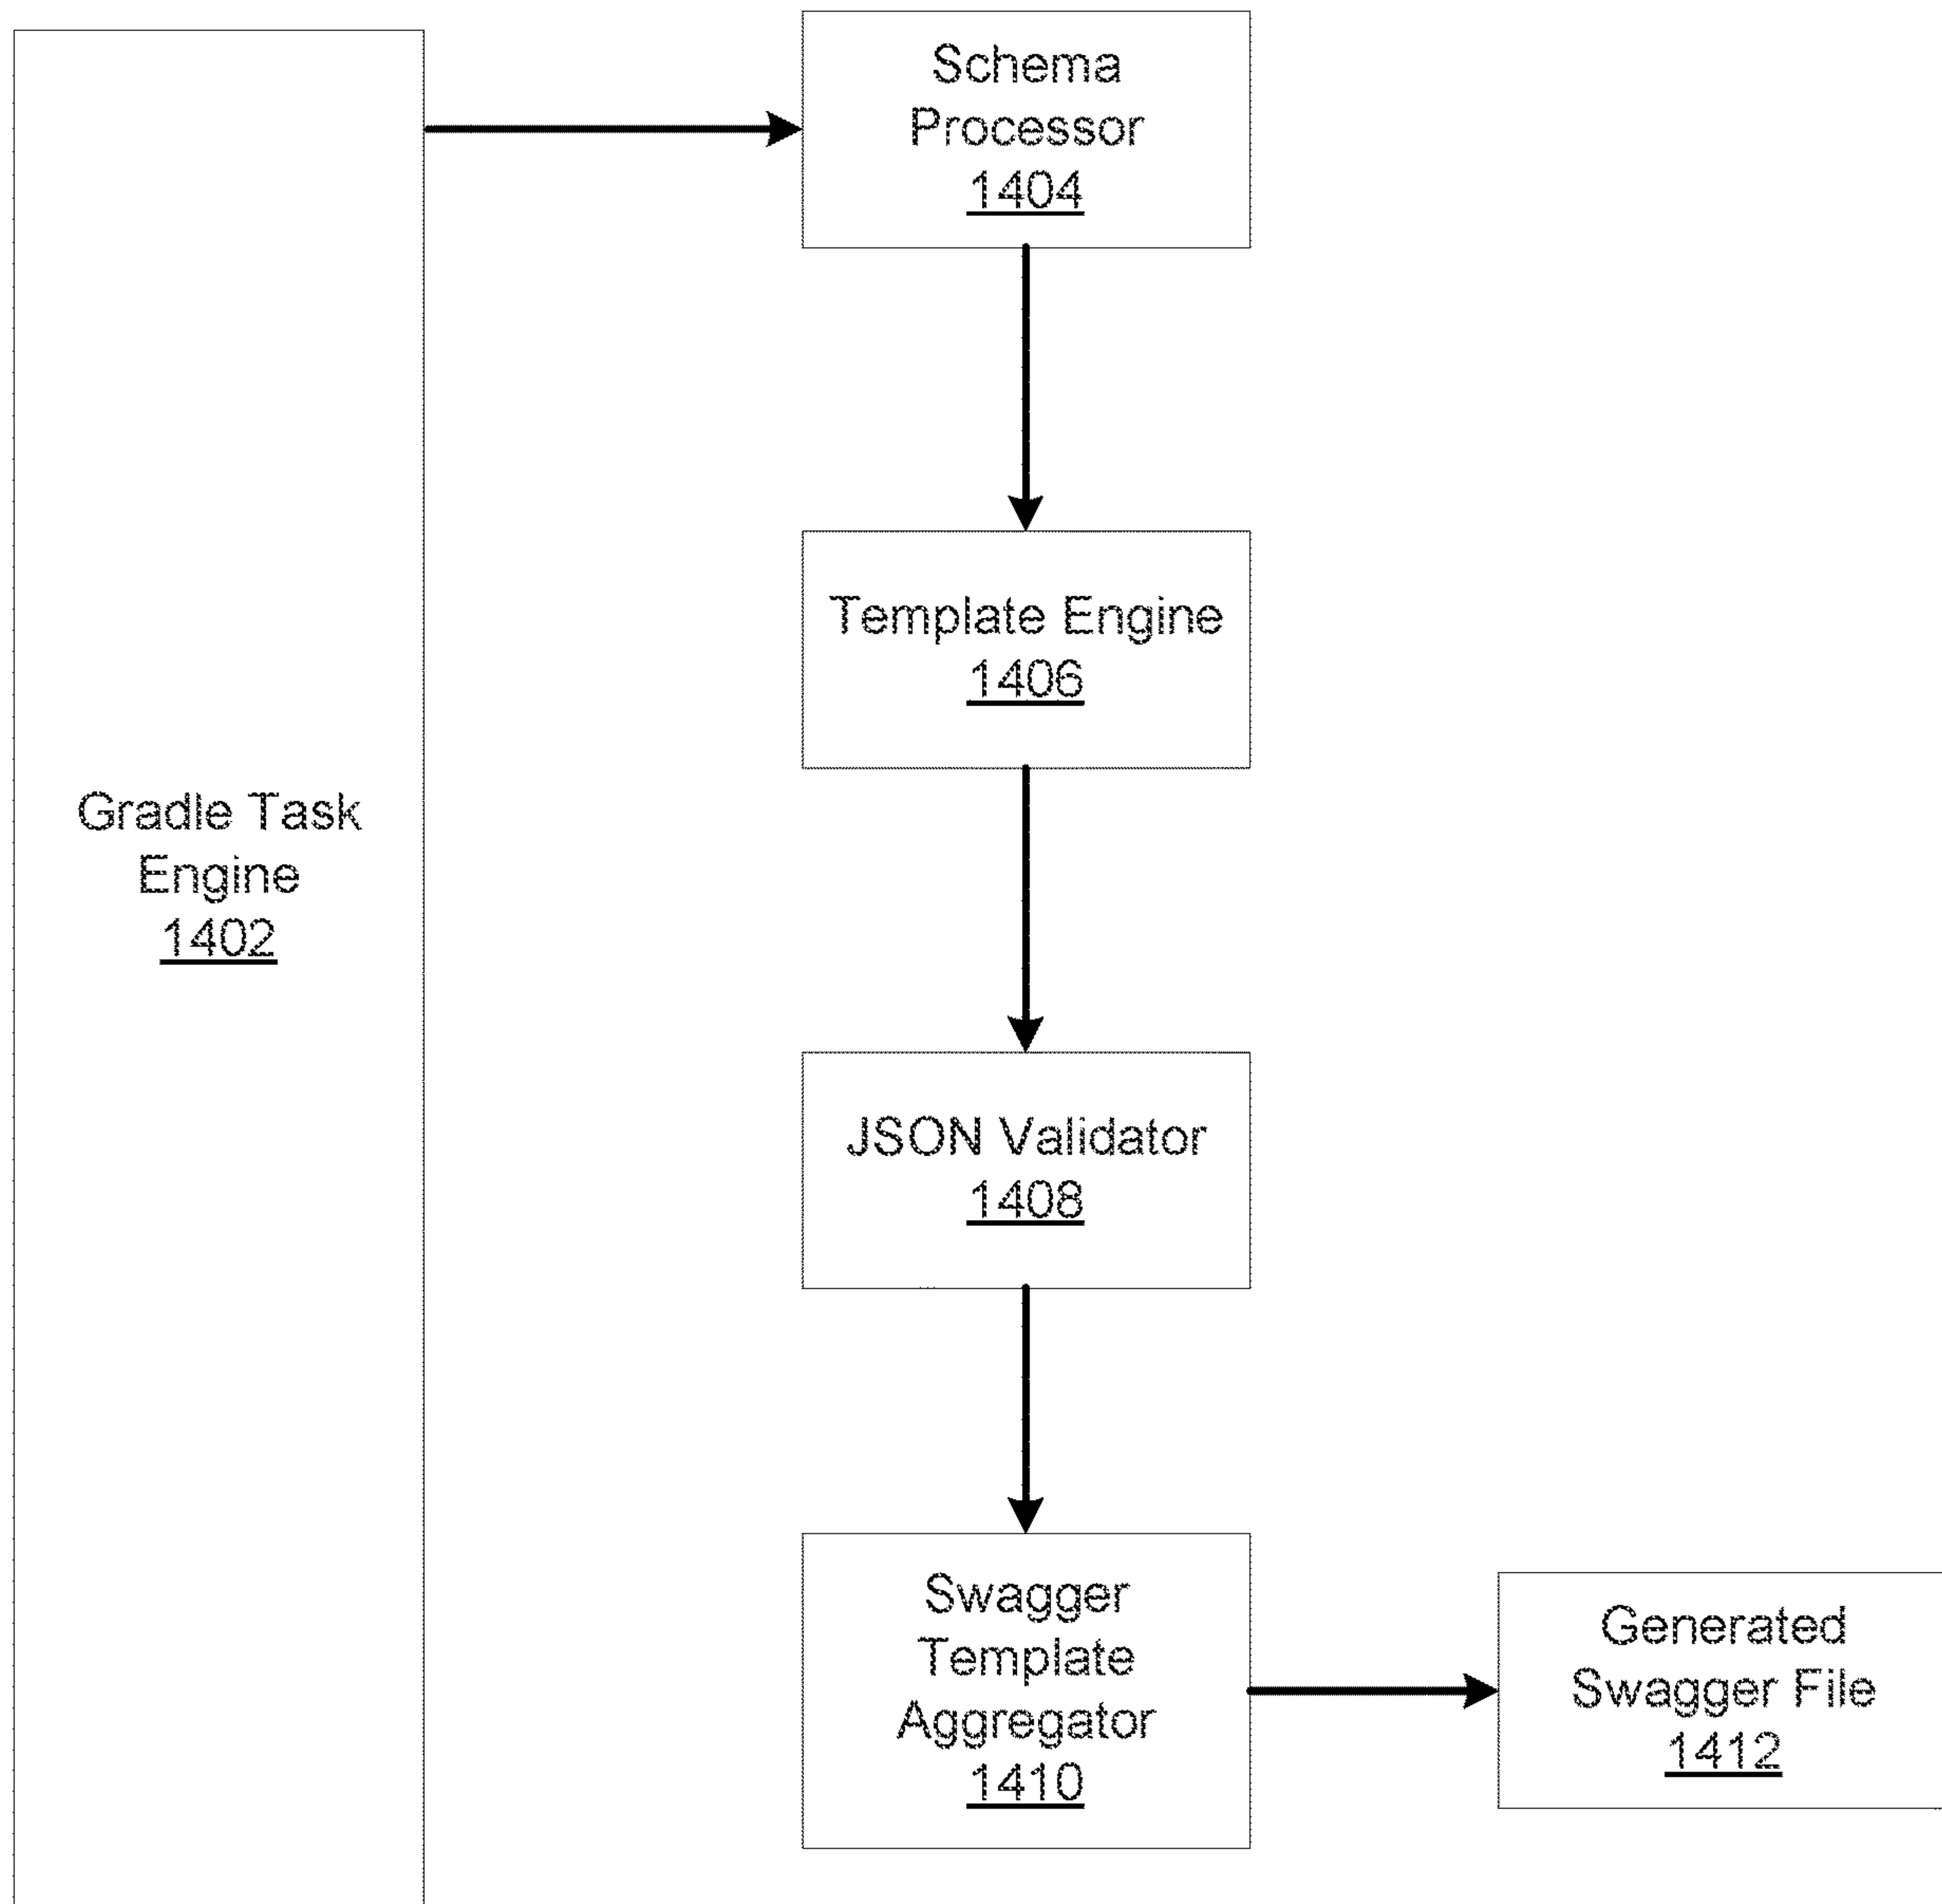 Gradle Task
Engine
1402
Schema
Processor
1404
Template Engine
1406
JSON Validator
1408
Swagger
Template
Aggregator
1410
Generated
Swagger File
1412